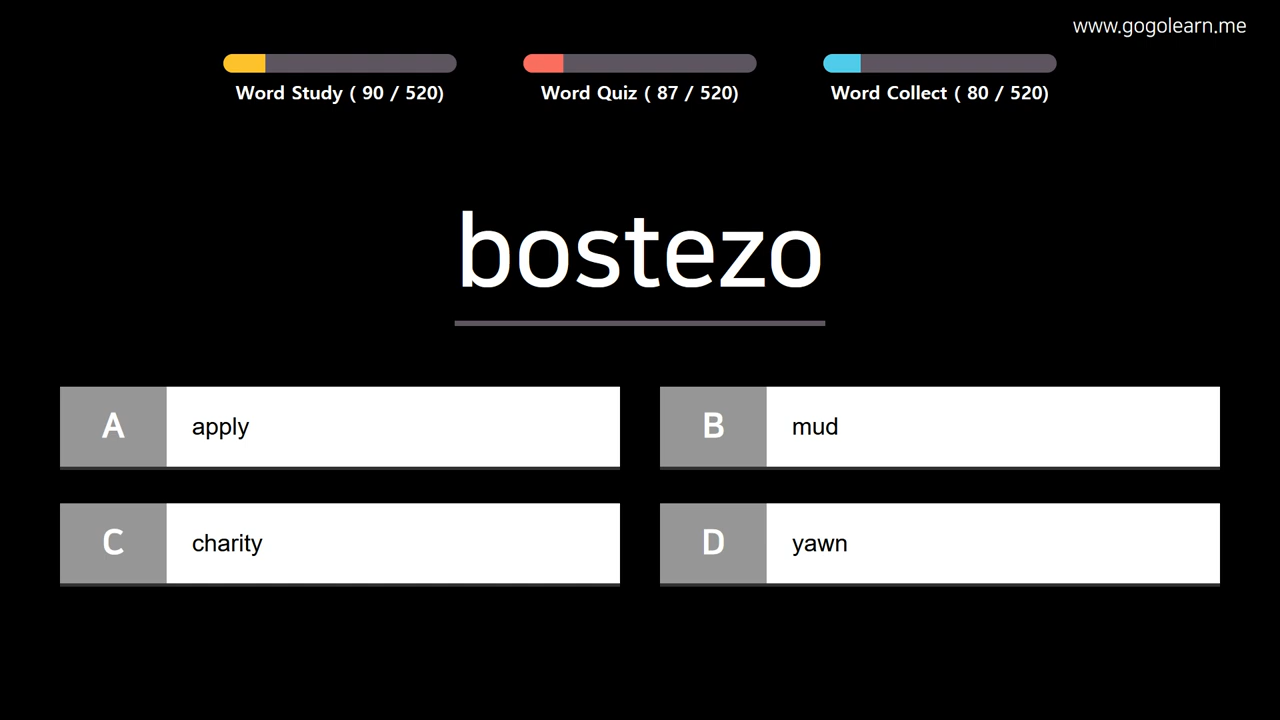 www.gogolearn.me
Word Study ( 90 / 520)
Word Quiz ( 87 / 520)
Word Collect ( 80 / 520)
bostezo
A apply
B mud
C charity
D yawn